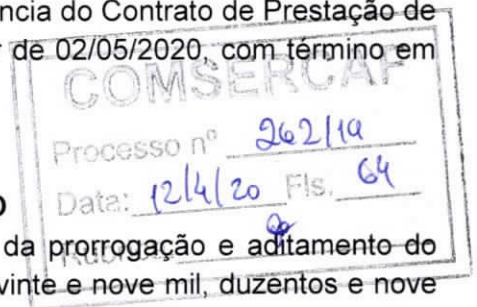 ncia do Contrato de Prestação de
r de 02/05/2020, com término em
COMSERCAF
Processo nº 262/19
Data: 12/4/20 Fls. 64
o
da prorrogação e aditamento do
vinte e nove mil, duzentos e nove